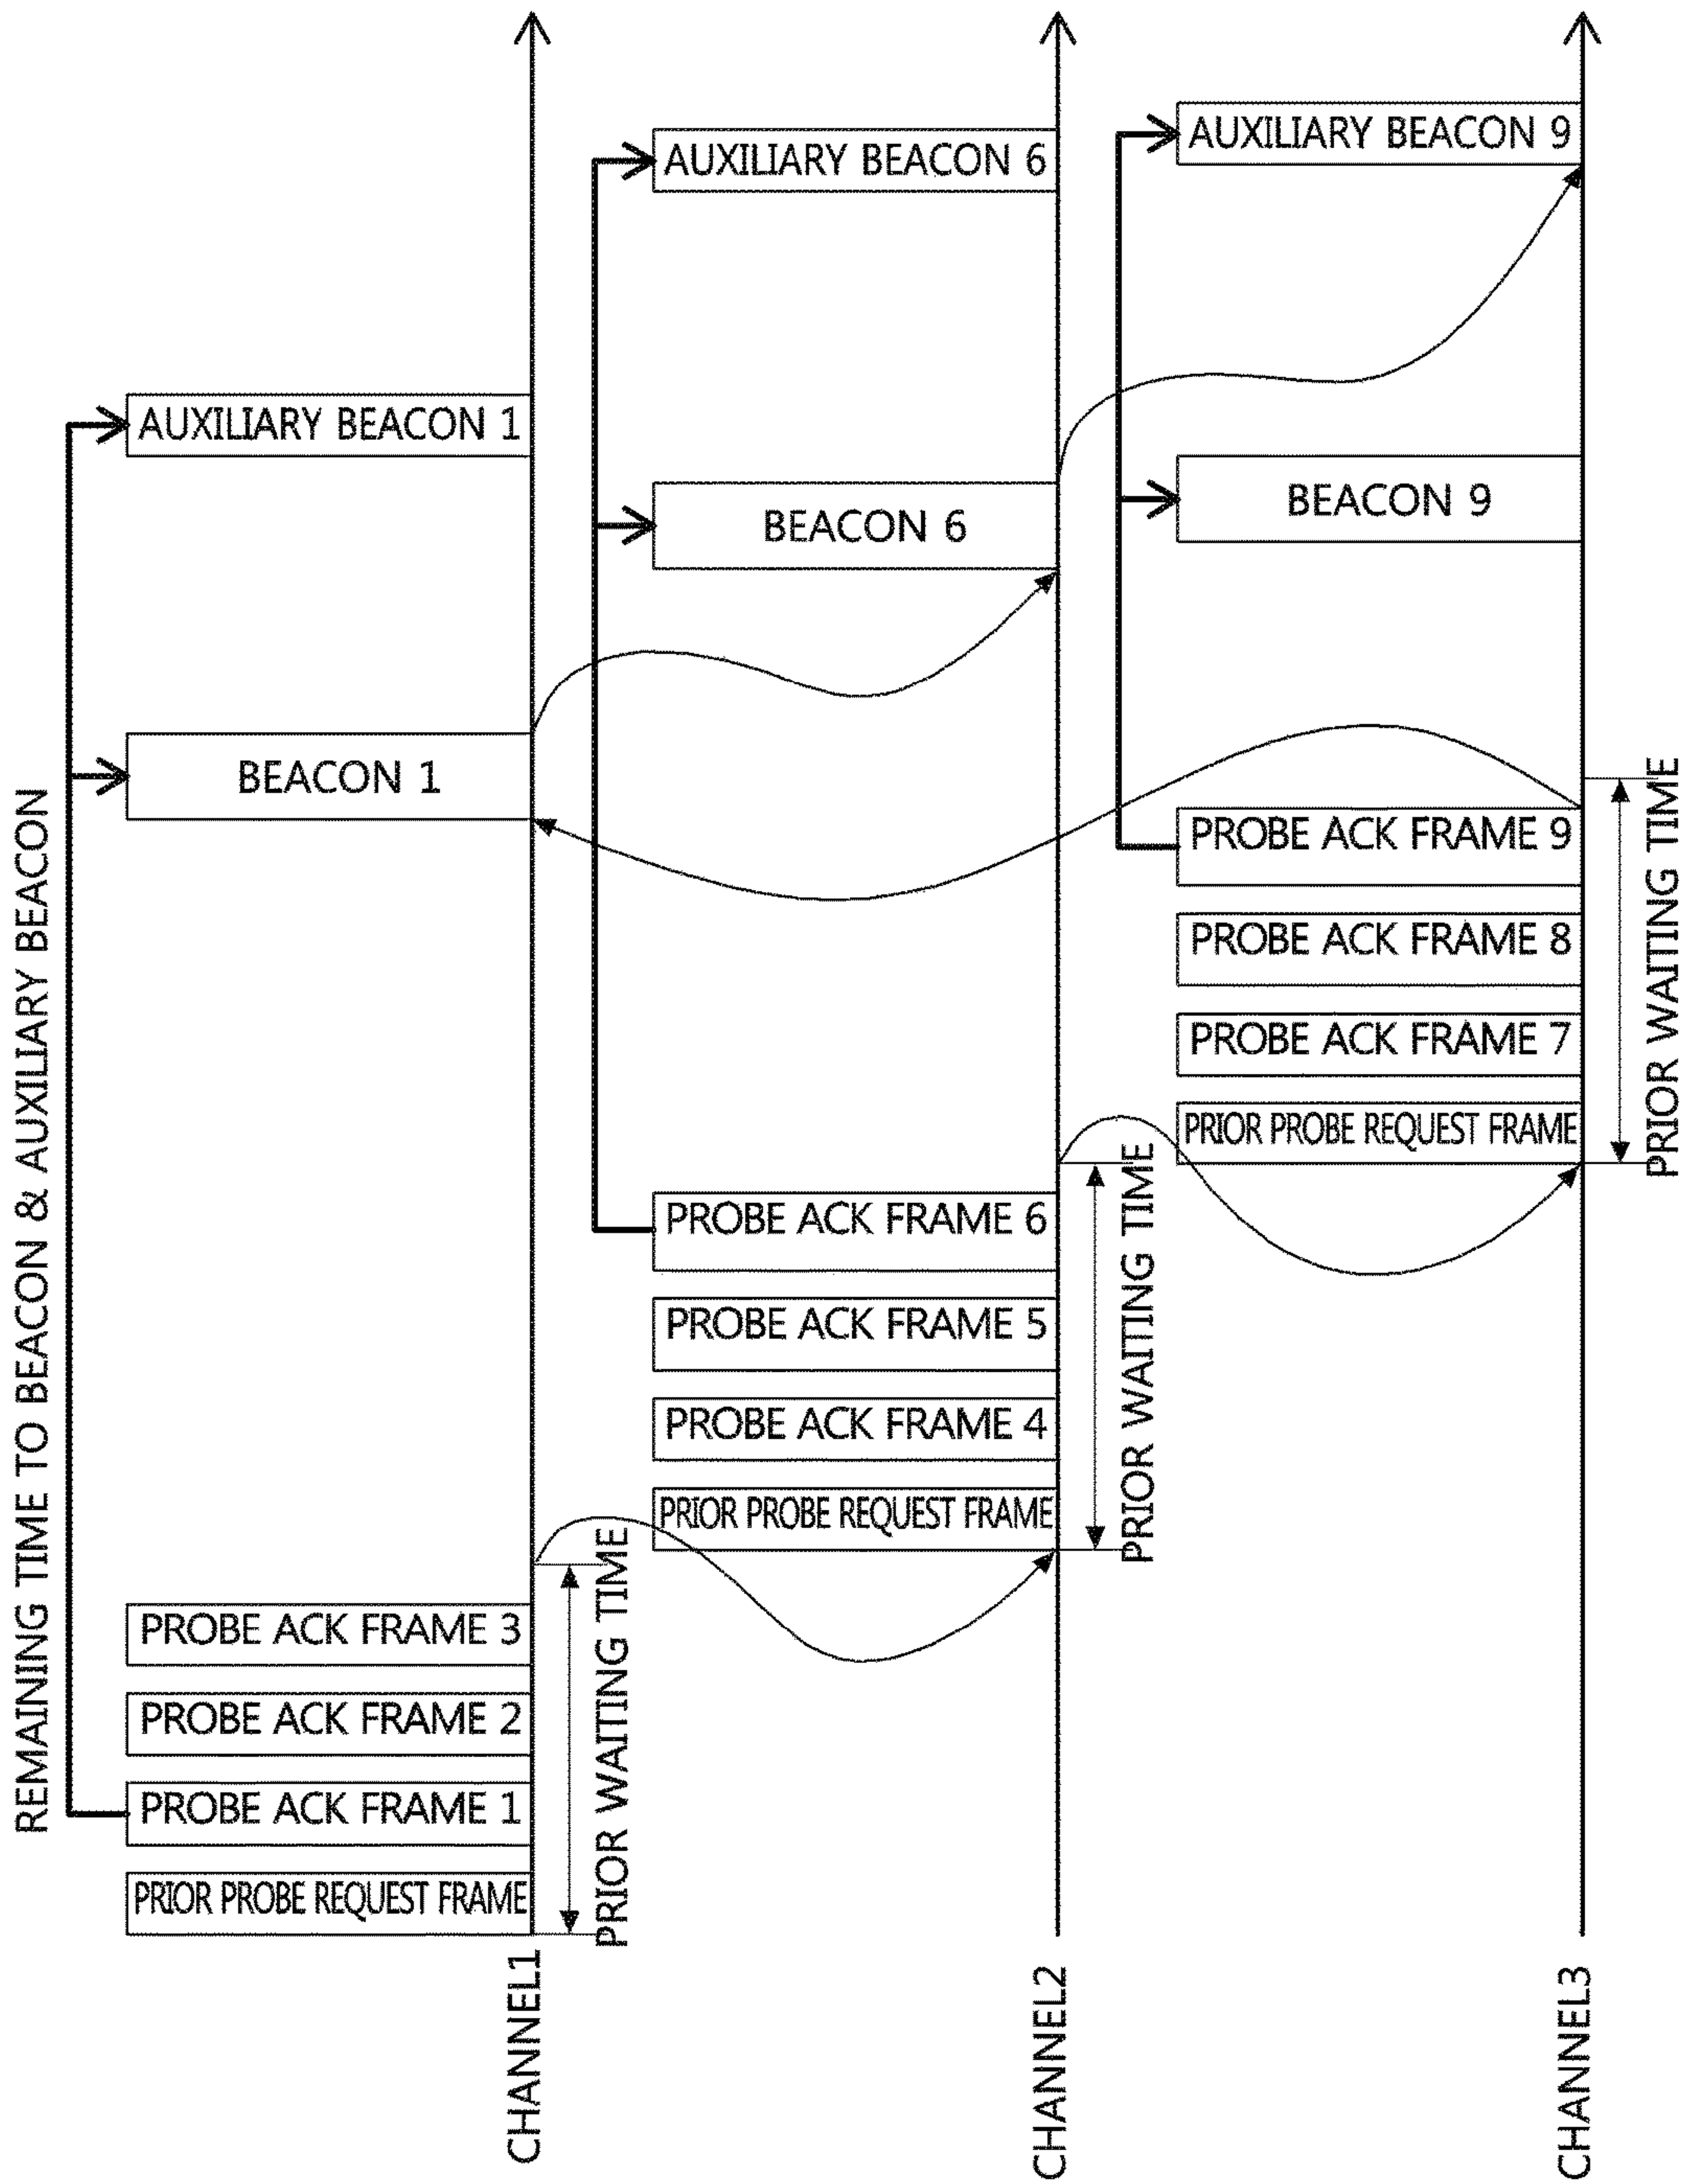 REMAINING TIME TO BEACON & AUXILIARY BEACON
AUXILIARY BEACON 1
BEACON 1
PROBE ACK FRAME 3
PROBE ACK FRAME 2
PROBE ACK FRAME 1
PRIOR PROBE REQUEST FRAME
PRIOR WAITING TIME
CHANNEL1
AUXILIARY BEACON 6
BEACON 6
PROBE ACK FRAME 6
PROBE ACK FRAME 5
PROBE ACK FRAME 4
PRIOR PROBE REQUEST FRAME
PRIOR WAITING TIME
CHANNEL2
AUXILIARY BEACON 9
BEACON 9
PROBE ACK FRAME 9
PROBE ACK FRAME 8
PROBE ACK FRAME 7
PRIOR PROBE REQUEST FRAME
PRIOR WAITING TIME
CHANNEL3